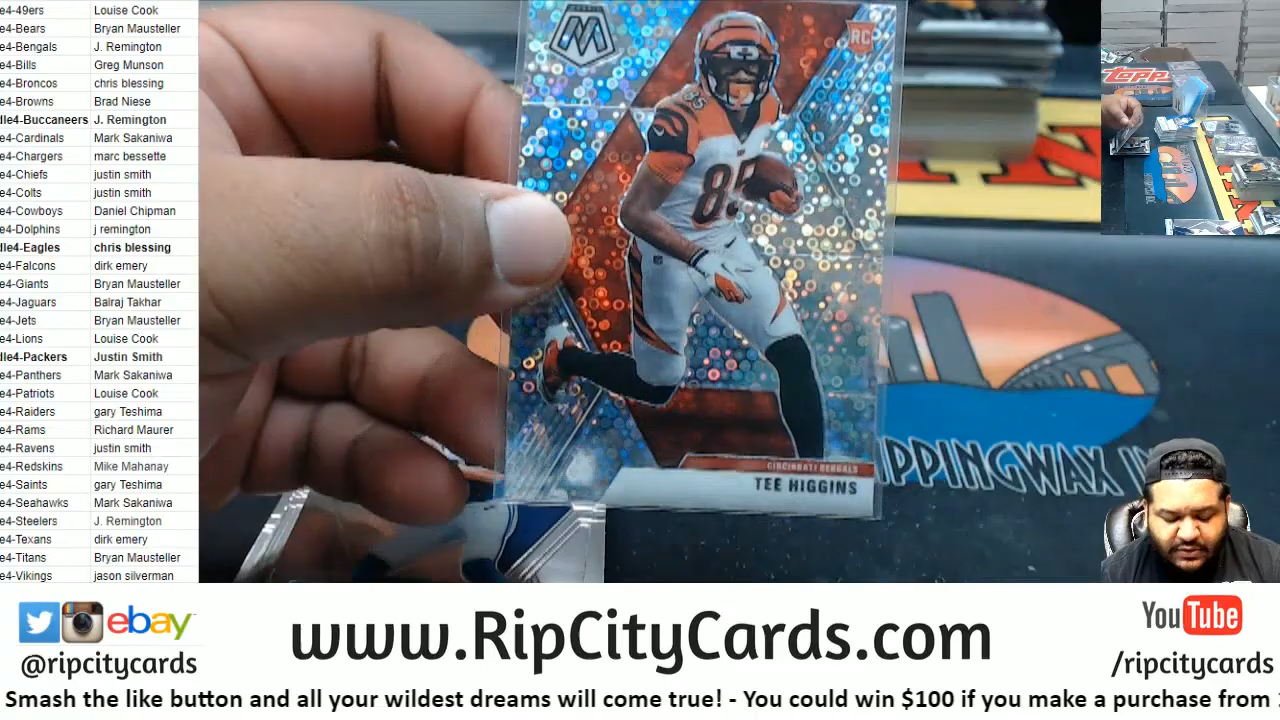 e4-49ers Louise Cook
e4-Bears Bryan Mausteller
e4-Bengals J. Remington
e4-Bills Greg Munson
e4-Broncos chris blessing
e4-Browns Brad Niese
dle4-Buccaneers J. Remington
e4-Cardinals Mark Sakaniwa
e4-Chargers marc bessette
e4-Chiefs justin smith
e4-Colts justin smith
e4-Cowboys Daniel Chipman
e4-Dolphins j remington
dle4-Eagles chris blessing
e4-Falcons dirk emery
e4-Giants Bryan Mausteller
e4-Jaguars Balraj Takhar
e4-Jets Bryan Mausteller
e4-Lions Louise Cook
dle4-Packers Justin Smith
e4-Panthers Mark Sakaniwa
e4-Patriots Louise Cook
e4-Raiders gary Teshima
e4-Rams Richard Maurer
e4-Ravens justin smith
e4-Redskins Mike Mahanay
e4-Saints gary Teshima
e4-Seahawks Mark Sakaniwa
e4-Steelers J. Remington
e4-Texans dirk emery
e4-Titans Bryan Mausteller
e4-Vikings jason silverman
M
RC
85
85
CINCINNATI BENGALS
TEE HIGGINS
IPPINGWAX
TOPP
ebay
@ripcitycards
www.RipCityCards.com
YouTube
/ripcitycards
Smash the like button and all your wildest dreams will come true! - You could win $100 if you make a purchase from